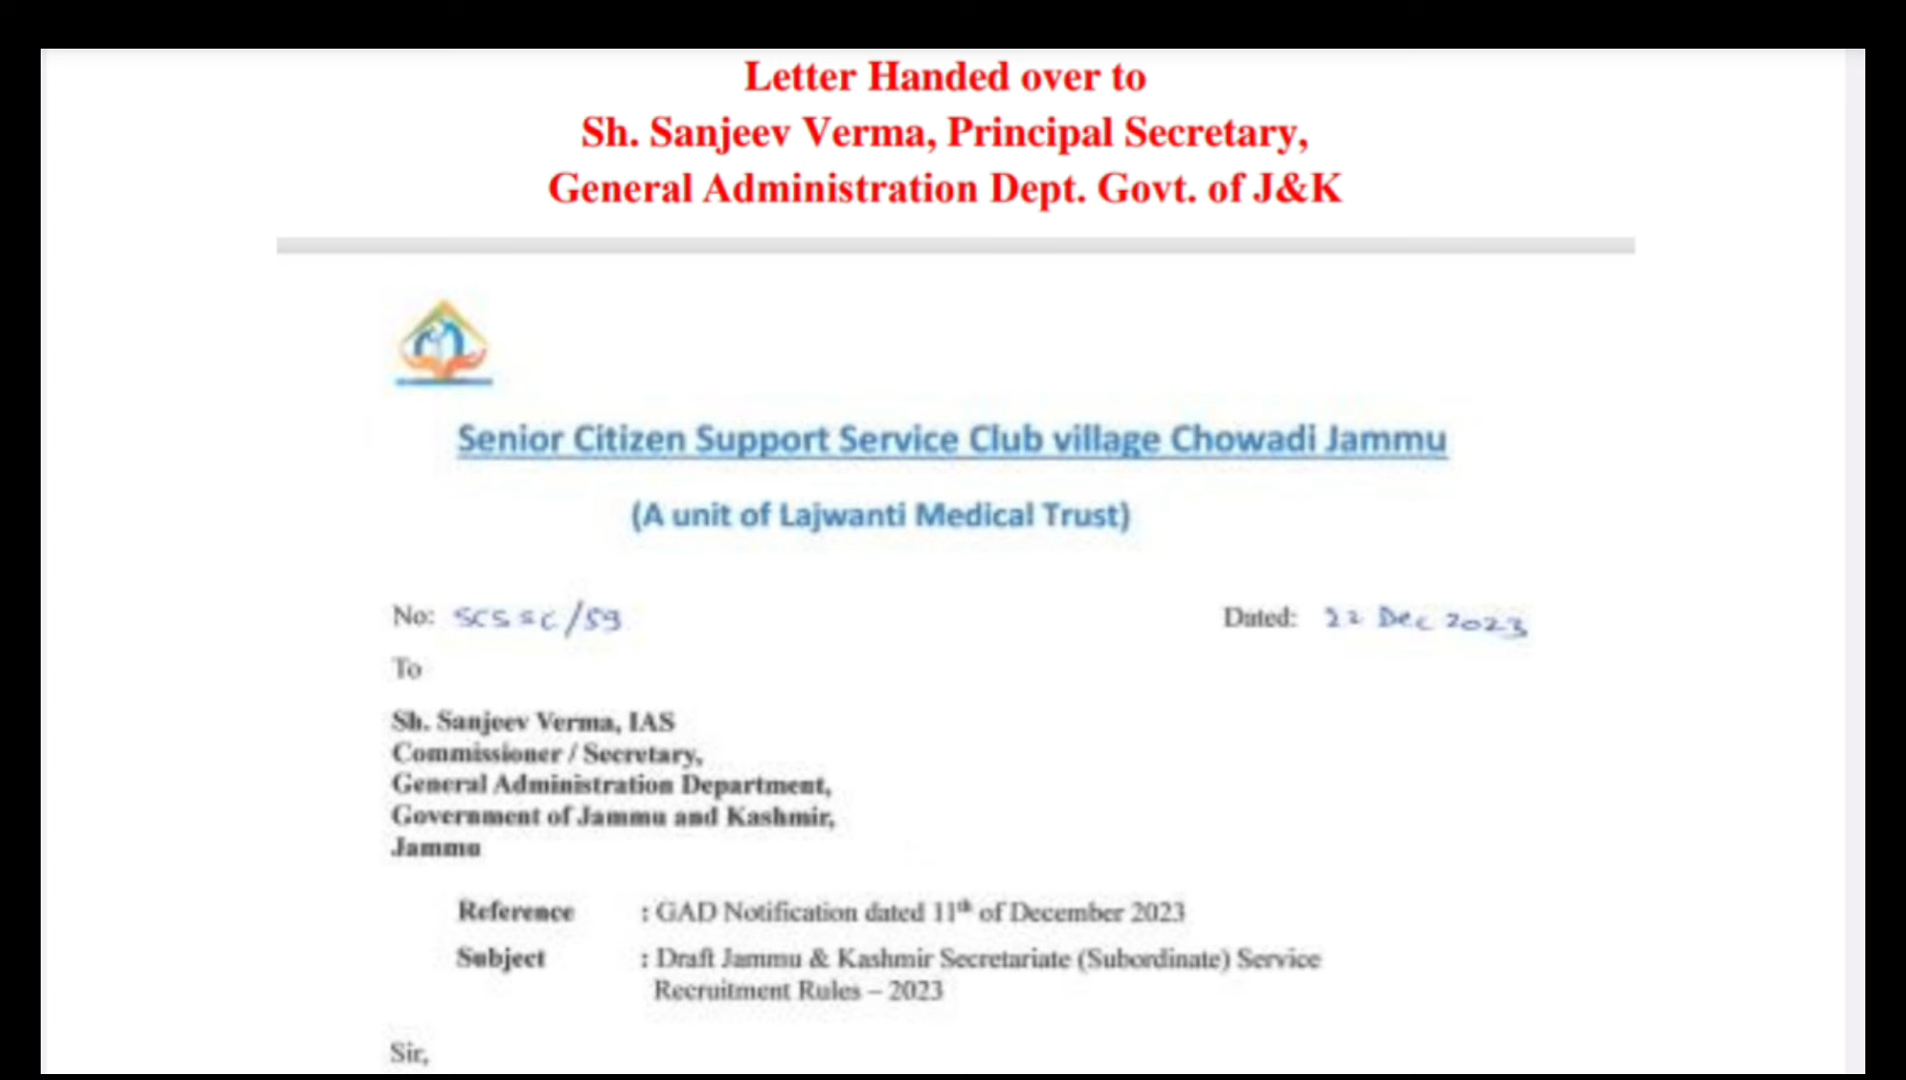 Letter Handed over to
Sh. Sanjeev Verma, Principal Secretary,
General Administration Dept. Govt. of J&K
Senior Citizen Support Service Club village Chowadi Jammu
(A unit of Lajwanti Medical Trust)
No: SCSSC/59 Dated: 22 Dec 2023
To
Sh. Sanjeev Verma, IAS
Commissioner / Secretary,
General Administration Department,
Government of Jammu and Kashmir,
Jammu
Reference : GAD Notification dated 11th of December 2023
Subject : Draft Jammu & Kashmir Secretariate (Subordinate) Service
Recruitment Rules – 2023
Sir,